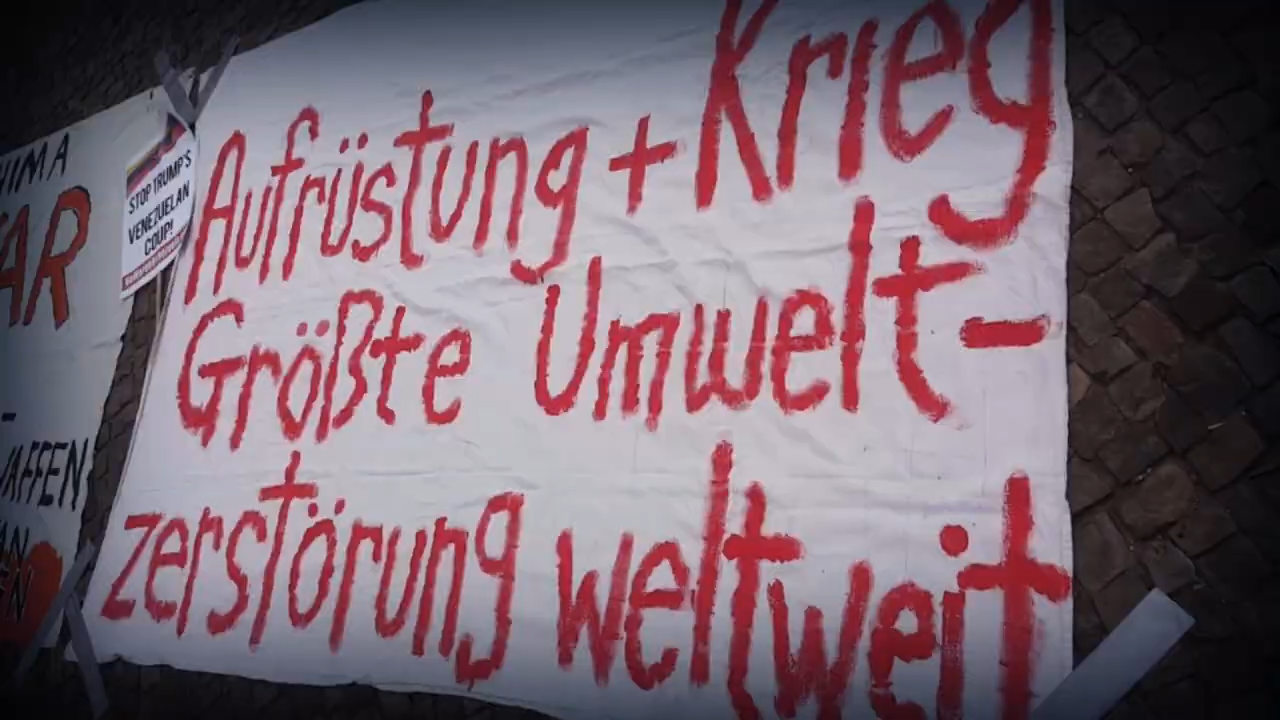 Aufrüstung + Krieg
Größte Umwelt-
zerstörung weltweit
STOP TRUMP'S
VENEZUELAN
COUP!